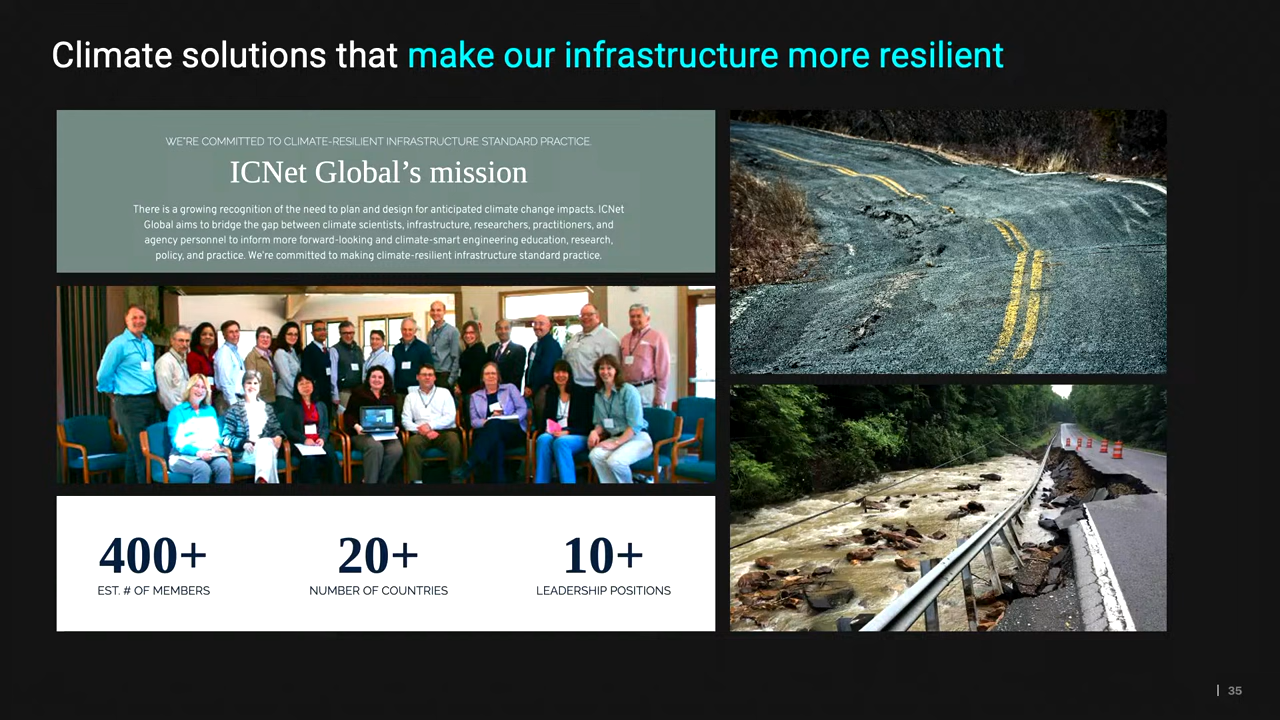 Climate solutions that make our infrastructure more resilient
WE'RE COMMITTED TO CLIMATE-RESILIENT INFRASTRUCTURE STANDARD PRACTICE.
ICNet Global’s mission
There is a growing recognition of the need to plan and design for anticipated climate change impacts. ICNet
Global aims to bridge the gap between climate scientists, infrastructure, researchers, practitioners, and
agency personnel to inform more forward-looking and climate-smart engineering education, research,
policy, and practice. We're committed to making climate-resilient infrastructure standard practice.
400+ 20+ 10+
EST. # OF MEMBERS NUMBER OF COUNTRIES LEADERSHIP POSITIONS
| 35